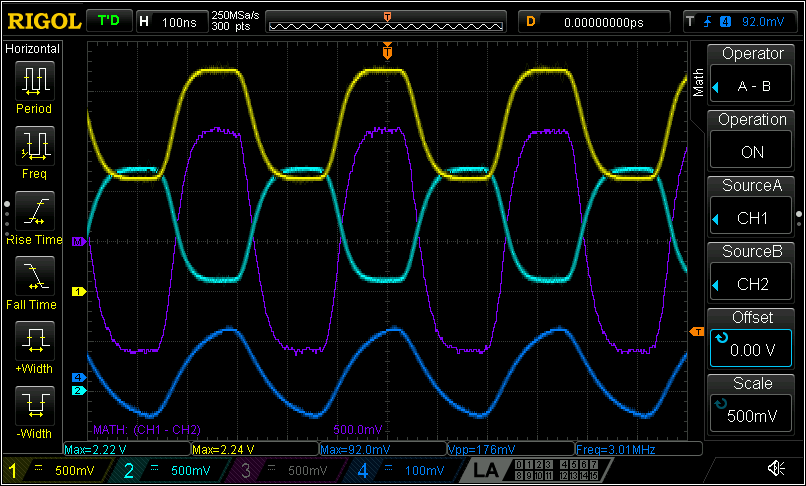 RIGOL T'D H 100ns 250MSa/s 300 pts D 0.00000000ps T 4 92.0mV
Horizontal
Period
Freq
Rise Time
Fall Time
+Width
-Width
T
M
1
4
2
T
MATH: (CH1 - CH2) 500.0mV
Math
Operator
A - B
Operation
ON
SourceA
CH1
SourceB
CH2
Offset
0.00 V
Scale
500mV
Max=2.22 V Max=2.24 V Max=92.0mV Vpp=176mV Freq=3.01MHz
1 500mV 2 500mV 3 500mV 4 100mV LA 0 1 2 3 4 5 6 7
8 9 10 11 12 13 14 15